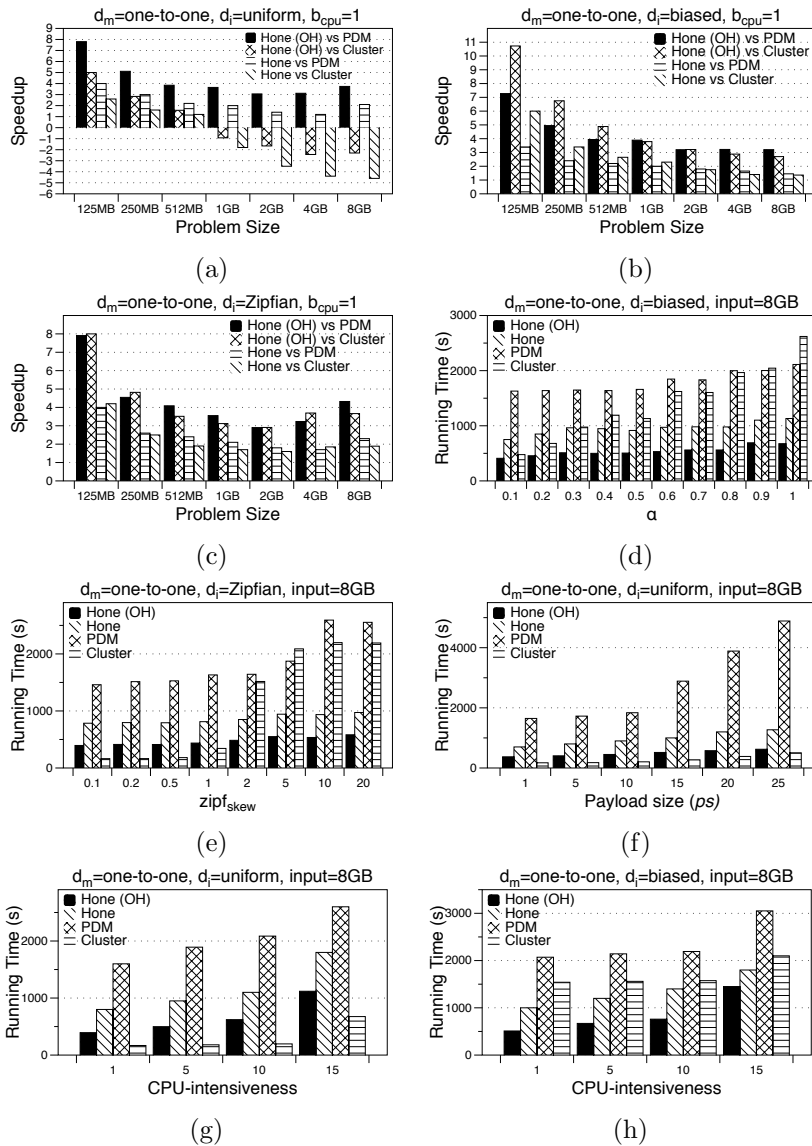 dm=one-to-one, di=uniform, bcpu=1
Hone (OH) vs PDM
Hone (OH) vs Cluster
Hone vs PDM
Hone vs Cluster
9
8
7
6
5
4
3
2
1
0
−1
−2
−3
−4
−5
−6
Speedup
125MB 250MB 512MB 1GB 2GB 4GB 8GB
Problem Size
(a)
dm=one-to-one, di=biased, bcpu=1
Hone (OH) vs PDM
Hone (OH) vs Cluster
Hone vs PDM
Hone vs Cluster
11
10
9
8
7
6
5
4
3
2
1
0
Speedup
125MB 250MB 512MB 1GB 2GB 4GB 8GB
Problem Size
(b)
dm=one-to-one, di=Zipfian, bcpu=1
Hone (OH) vs PDM
Hone (OH) vs Cluster
Hone vs PDM
Hone vs Cluster
8
7
6
5
4
3
2
1
0
Speedup
125MB 250MB 512MB 1GB 2GB 4GB 8GB
Problem Size
(c)
dm=one-to-one, di=biased, input=8GB
Hone (OH)
Hone
PDM
Cluster
3000
2000
1000
0
Running Time (s)
0.1 0.2 0.3 0.4 0.5 0.6 0.7 0.8 0.9 1
α
(d)
dm=one-to-one, di=Zipfian, input=8GB
Hone (OH)
Hone
PDM
Cluster
2000
1000
0
Running Time (s)
0.1 0.2 0.5 1 2 5 10 20
zipfskew
(e)
dm=one-to-one, di=uniform, input=8GB
Hone (OH)
Hone
PDM
Cluster
4000
2000
0
Running Time (s)
1 5 10 15 20 25
Payload size (ps)
(f)
dm=one-to-one, di=uniform, input=8GB
Hone (OH)
Hone
PDM
Cluster
2000
1000
0
Running Time (s)
1 5 10 15
CPU-intensiveness
(g)
dm=one-to-one, di=biased, input=8GB
Hone (OH)
Hone
PDM
Cluster
3000
2000
1000
0
Running Time (s)
1 5 10 15
CPU-intensiveness
(h)